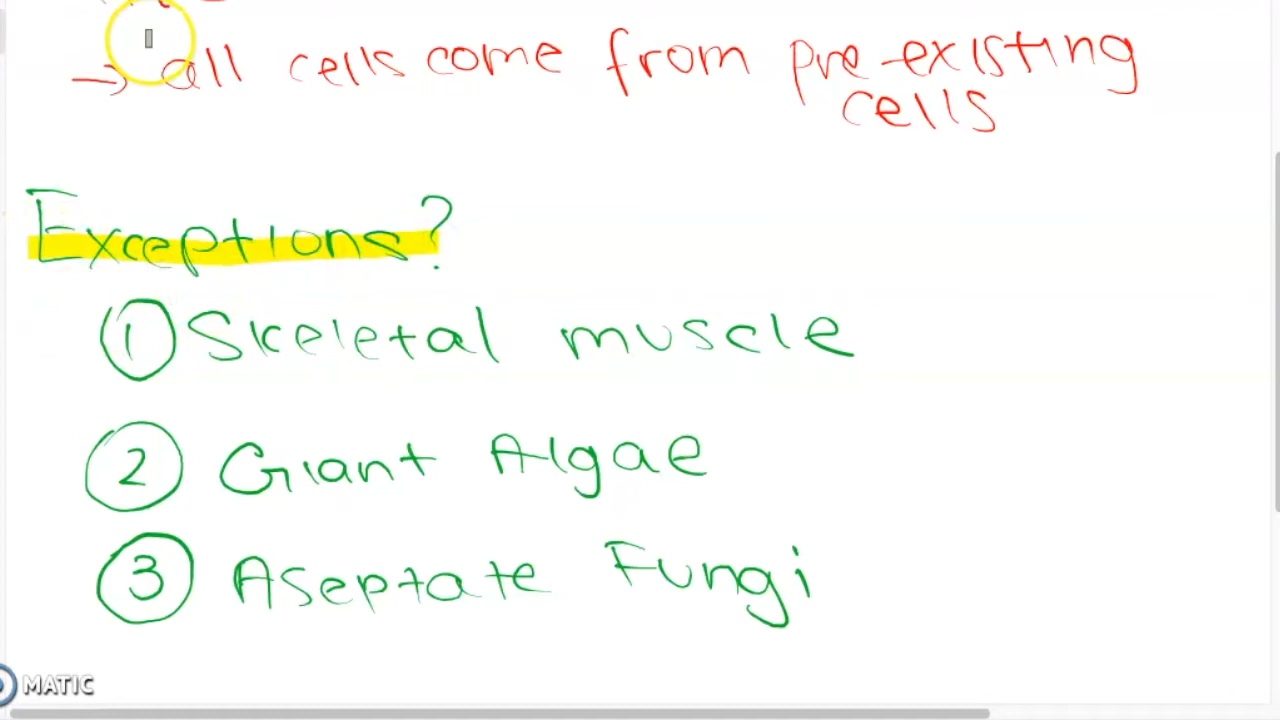 → all cells come from pre-existing
cells
Exceptions?
1 Skeletal muscle
2 Giant Algae
3 Aseptate Fungi
MATIC